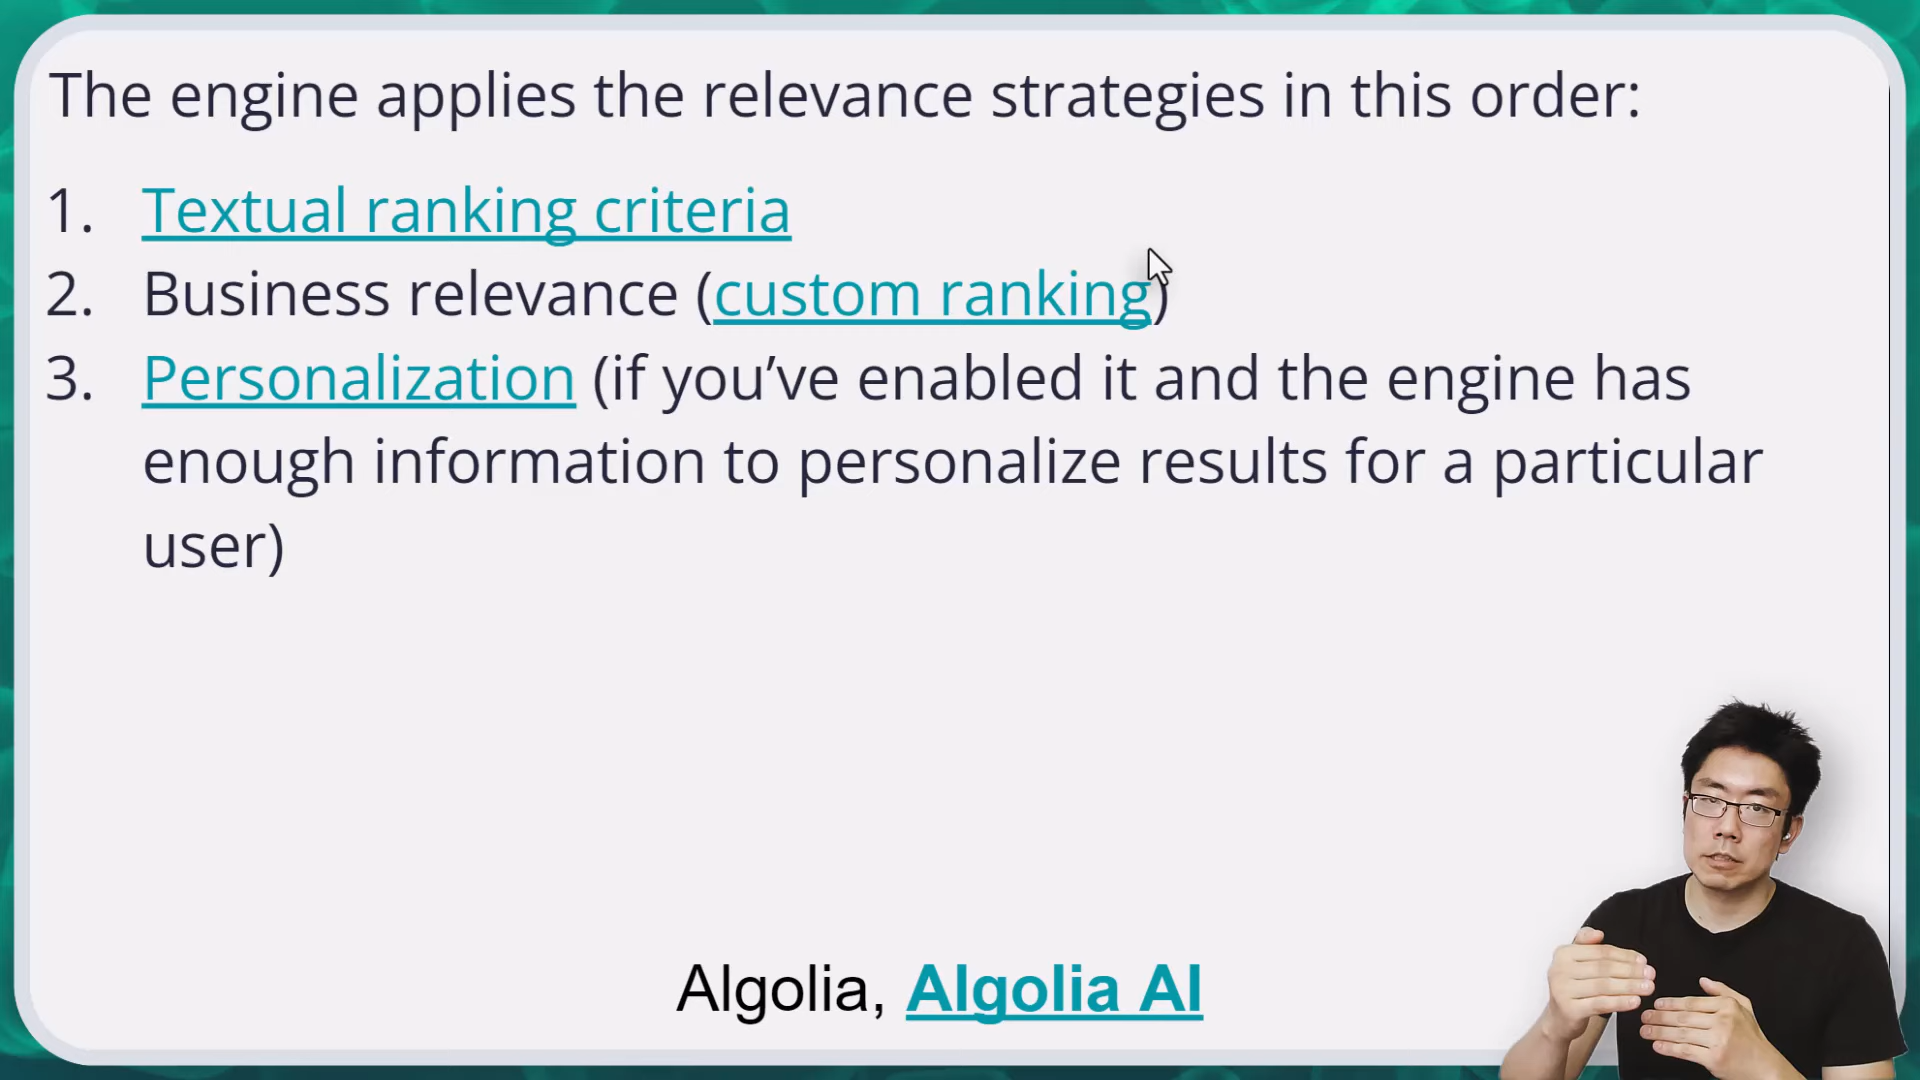 The engine applies the relevance strategies in this order:
1. Textual ranking criteria
2. Business relevance (custom ranking)
3. Personalization (if you’ve enabled it and the engine has
enough information to personalize results for a particular
user)
Algolia, Algolia AI